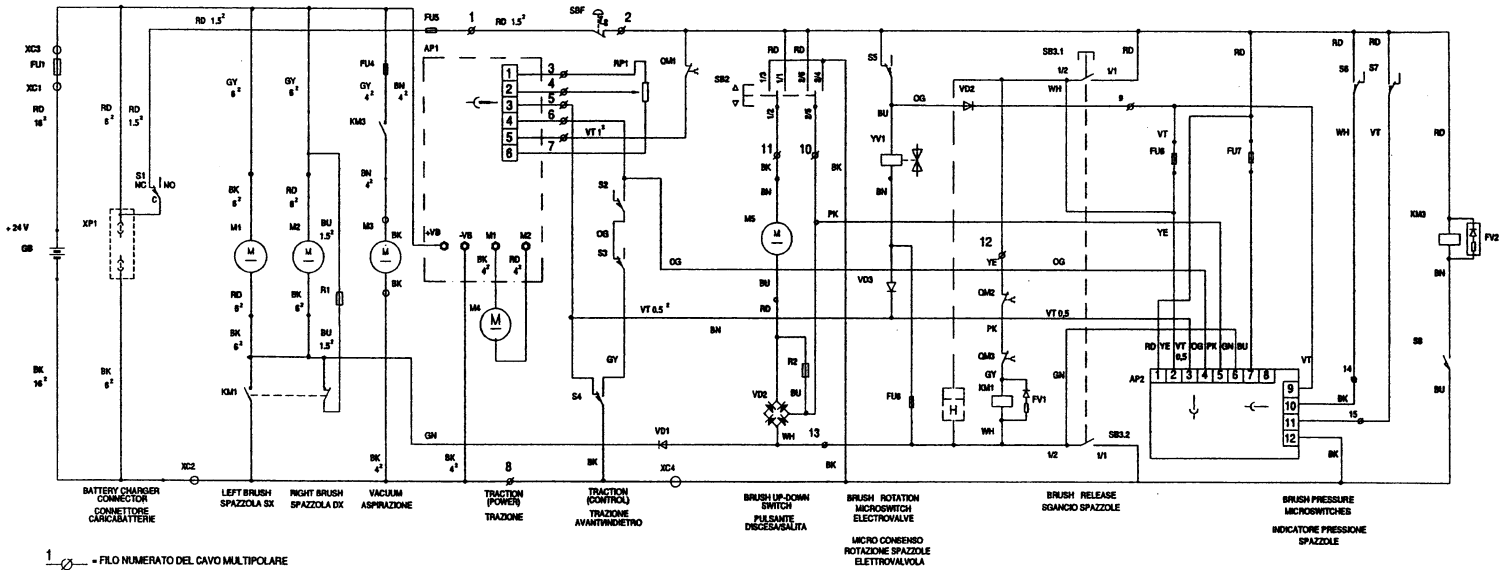 SBF
RD 1.5²
FU5
1
RD 1.5²
2
AP1
XC3
FU1
XC1
RD
16²
RD
6²
RD
1.5²
GY
6²
GY
6²
FU4
GY
4²
BN
4²
KM3
1
2
3
4
5
6
3
4
5
6
7
RP1
VT 1²
QM1
SB2
RD
RD
1/3
1/1
2/6
2/4
1/2
2/5
S5
BU
OG
VD2
SB3.1
1/2
1/1
WH
RD
9
RD
VT
FU6
FU7
RD
S6
RD
S7
WH
VT
RD
S1
NC
NO
C
XP1
+ 24 V
GB
BK
6²
RD
6²
BN
4²
M1
M
M2
M
BU
1.5²
M3
M
BK
BK
R1
+VB
-VB
M1
M2
BK
4²
RD
4²
M4
M
S2
OG
S3
11
BK
BN
10
BK
YV1
BN
M5
M
PK
12
YE
YE
KM3
FV2
BN
OG
OG
VD3
QM2
PK
BU
RD
BN
VT 0.5²
VT 0,5
RD
6²
BK
6²
BK
6²
BU
1.5²
BK
16²
BK
6²
KM1
GY
S4
R2
BU
VD2
WH
FU8
H
QM3
GY
KM1
FV1
WH
GN
RD
YE
VT
0,5
OG
PK
GN
BU
AP2
1
2
3
4
5
6
7
8
9
10
11
12
VT
14
BK
15
BK
S8
BU
GN
VD1
13
1/2
1/1
SB3.2
XC2
BK
4²
BK
4²
8
BK
XC4
BK
BATTERY CHARGER
CONNECTOR
CONNETTORE
CARICABATTERIE
LEFT BRUSH
SPAZZOLA SX
RIGHT BRUSH
SPAZZOLA DX
VACUUM
ASPIRAZIONE
TRACTION
(POWER)
TRAZIONE
TRACTION
(CONTROL)
TRAZIONE
AVANTI/INDIETRO
BRUSH UP-DOWN
SWITCH
PULSANTE
DISCESA/SALITA
BRUSH ROTATION
MICROSWITCH
ELECTROVALVE
MICRO CONSENSO
ROTAZIONE SPAZZOLE
ELETTROVALVOLA
BRUSH RELEASE
SGANCIO SPAZZOLE
BRUSH PRESSURE
MICROSWITCHES
INDICATORE PRESSIONE
SPAZZOLE
1
= FILO NUMERATO DEL CAVO MULTIPOLARE